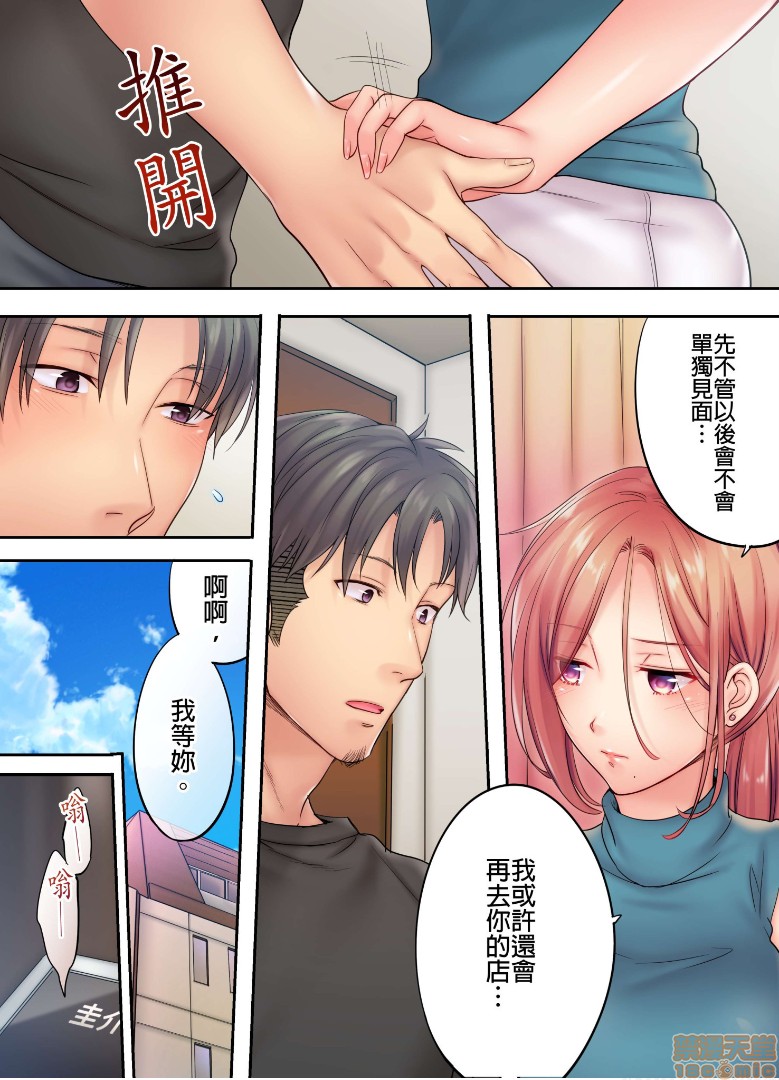 推
開
先不管以後會不會
單獨見面…
我或許還會
再去你的店…
啊啊，
我等妳。
嗡—
嗡—
圭介